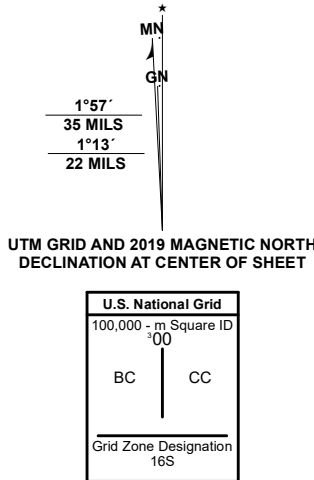 MN
GN
1°57´
35 MILS
1°13´
22 MILS
UTM GRID AND 2019 MAGNETIC NORTH
DECLINATION AT CENTER OF SHEET
U.S. National Grid
100,000 - m Square ID
³00
BC CC
Grid Zone Designation
16S